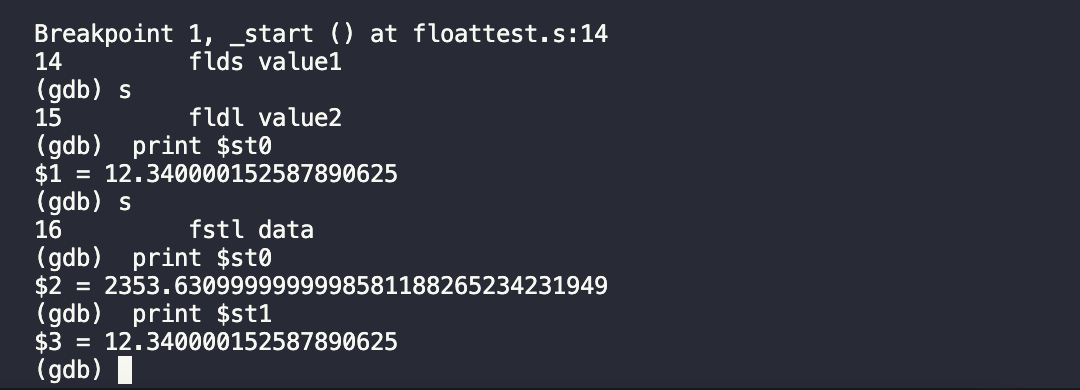 Breakpoint 1, _start () at floattest.s:14
14        flds value1
(gdb) s
15        fldl value2
(gdb)  print $st0
$1 = 12.340000152587890625
(gdb) s
16        fstl data
(gdb)  print $st0
$2 = 2353.63099999999985811188265234231949
(gdb)  print $st1
$3 = 12.340000152587890625
(gdb)